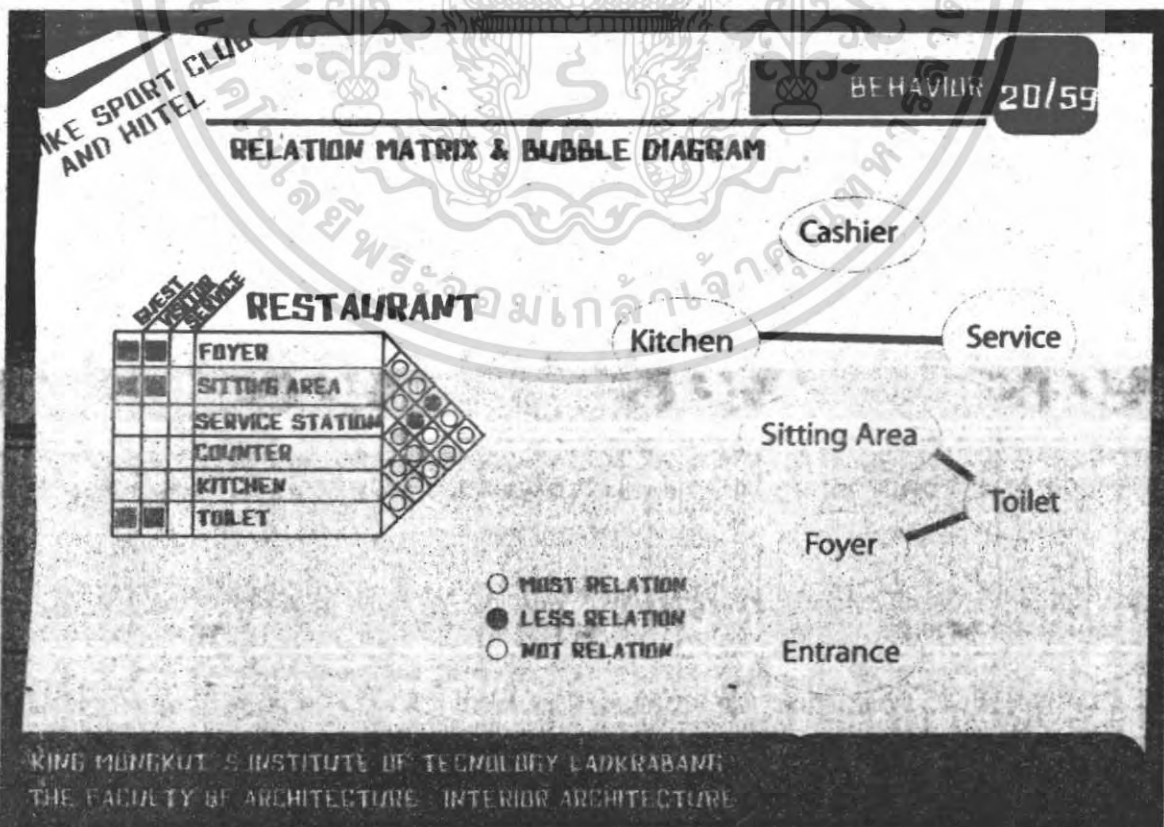 IKE SPORT CLUB
AND HOTEL
BEHAVIOR 20/59
RELATION MATRIX & BUBBLE DIAGRAM
GUEST
VISITOR
SERVICE
RESTAURANT
FOYER
SITTING AREA
SERVICE STATION
COUNTER
KITCHEN
TOILET
Cashier
Kitchen
Service
Sitting Area
Toilet
Foyer
Entrance
MOST RELATION
LESS RELATION
NOT RELATION
KING MONGKUT'S INSTITUTE OF TECNOLOGY LADKRABANG
THE FACULTY OF ARCHITECTURE INTERIOR ARCHITECTURE